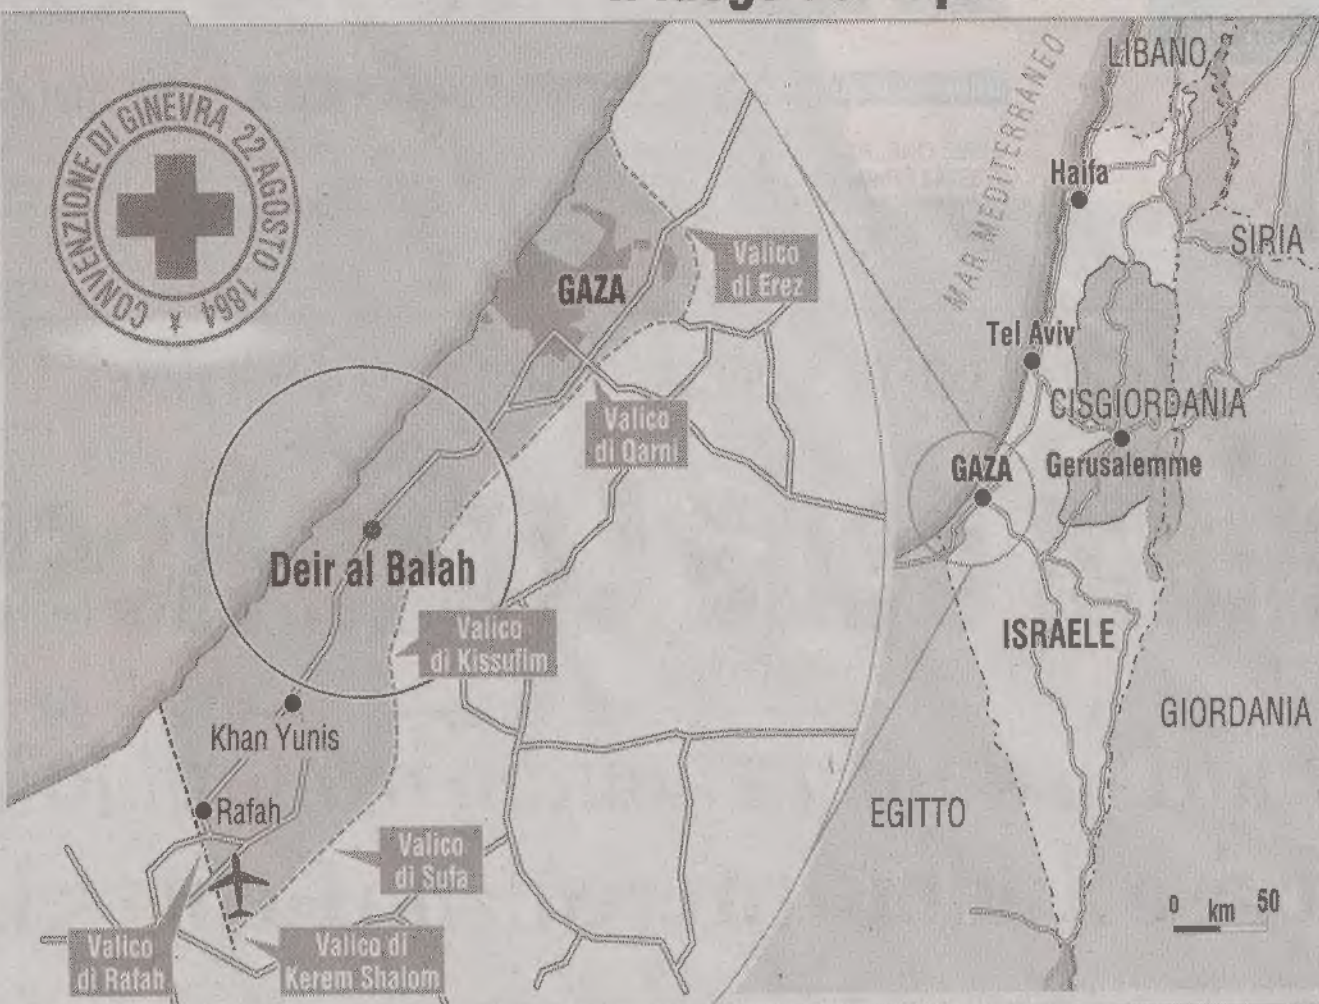 CONVENZIONE DI GINEVRA 22 AGOSTO 1864
GAZA
Valico
di Erez
Valico
di Qarni
Deir al Balah
Valico
di Kissufim
Khan Yunis
Rafah
Valico
di Sufa
Valico
di Rafah
Valico di
Kerem Shalom
MAR MEDITERRANEO
LIBANO
Haifa
SIRIA
Tel Aviv
CISGIORDANIA
GAZA
Gerusalemme
ISRAELE
GIORDANIA
EGITTO
0 km 50